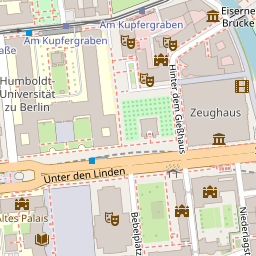 Eiserne
Brücke
Am Kupfergraben
Am Kupfergraben
Humboldt-
Universität
zu Berlin
Hinter dem Gießhaus
Zeughaus
Unter den Linden
Altes Palais
Bebelplatz